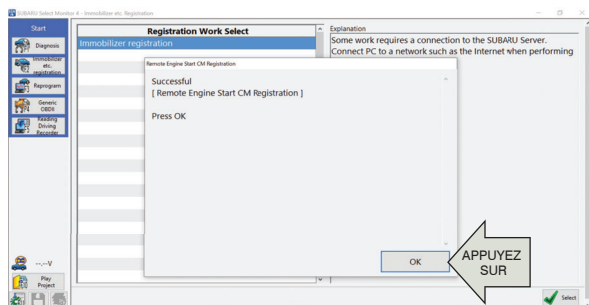 SUBARU Select Monitor 4 - Immobilizer etc. Registration
Start
Diagnosis
Immobilizer
etc.
registration
Reprogram
Generic
OBDII
Reading
Driving
Recorder
--.--V
Play
Project
Registration Work Select
Immobilizer registration
Explanation
Some work requires a connection to the SUBARU Server.
Connect PC to a network such as the Internet when performing
Remote Engine Start CM Registration
Successful
[ Remote Engine Start CM Registration ]
Press OK
OK
APPUYEZ
SUR
Select